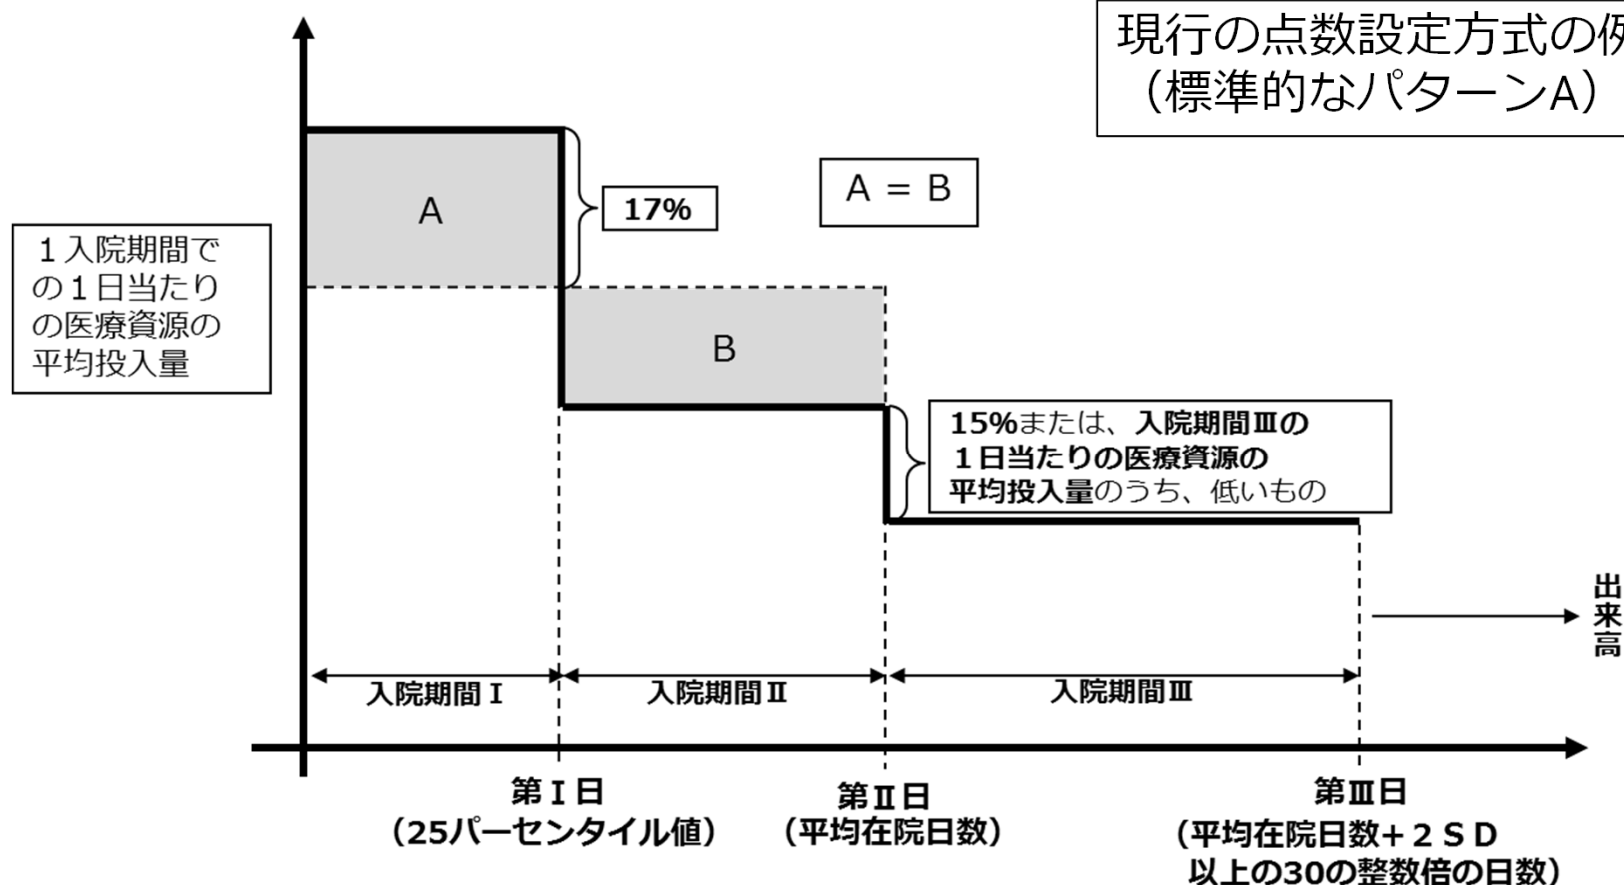 現行の点数設定方式の例
（標準的なパターンA）
A
17%
A = B
１入院期間で
の１日当たり
の医療資源の
平均投入量
B
15%または、入院期間Ⅲの
１日当たりの医療資源の
平均投入量のうち、低いもの
出来高
入院期間Ⅰ
入院期間Ⅱ
入院期間Ⅲ
第Ⅰ日
（25パーセンタイル値）
第Ⅱ日
（平均在院日数）
第Ⅲ日
（平均在院日数+２ＳＤ
以上の30の整数倍の日数）